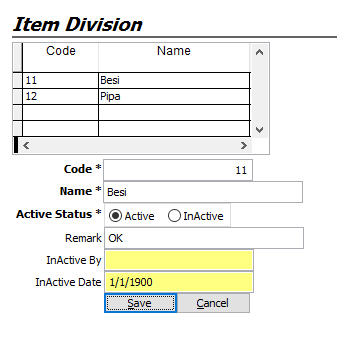 Item Division
Code Name
11 Besi
12 Pipa
Code * 11
Name * Besi
Active Status * Active InActive
Remark OK
InActive By
InActive Date 1/1/1900
Save Cancel